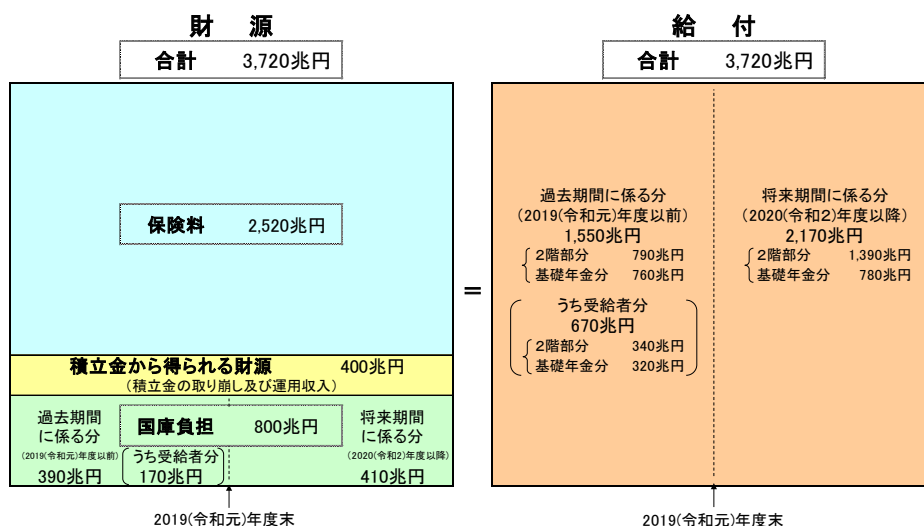 財 源
合計 3,720兆円
保険料 2,520兆円
積立金から得られる財源 400兆円
(積立金の取り崩し及び運用収入)
過去期間
に係る分
(2019(令和元)年度以前)
390兆円
国庫負担 800兆円
うち受給者分
170兆円
将来期間
に係る分
(2020(令和2)年度以降)
410兆円
2019(令和元)年度末
=
給 付
合計 3,720兆円
過去期間に係る分
(2019(令和元)年度以前)
1,550兆円
2階部分 790兆円
基礎年金分 760兆円
うち受給者分
670兆円
2階部分 340兆円
基礎年金分 320兆円
将来期間に係る分
(2020(令和2)年度以降)
2,170兆円
2階部分 1,390兆円
基礎年金分 780兆円
2019(令和元)年度末